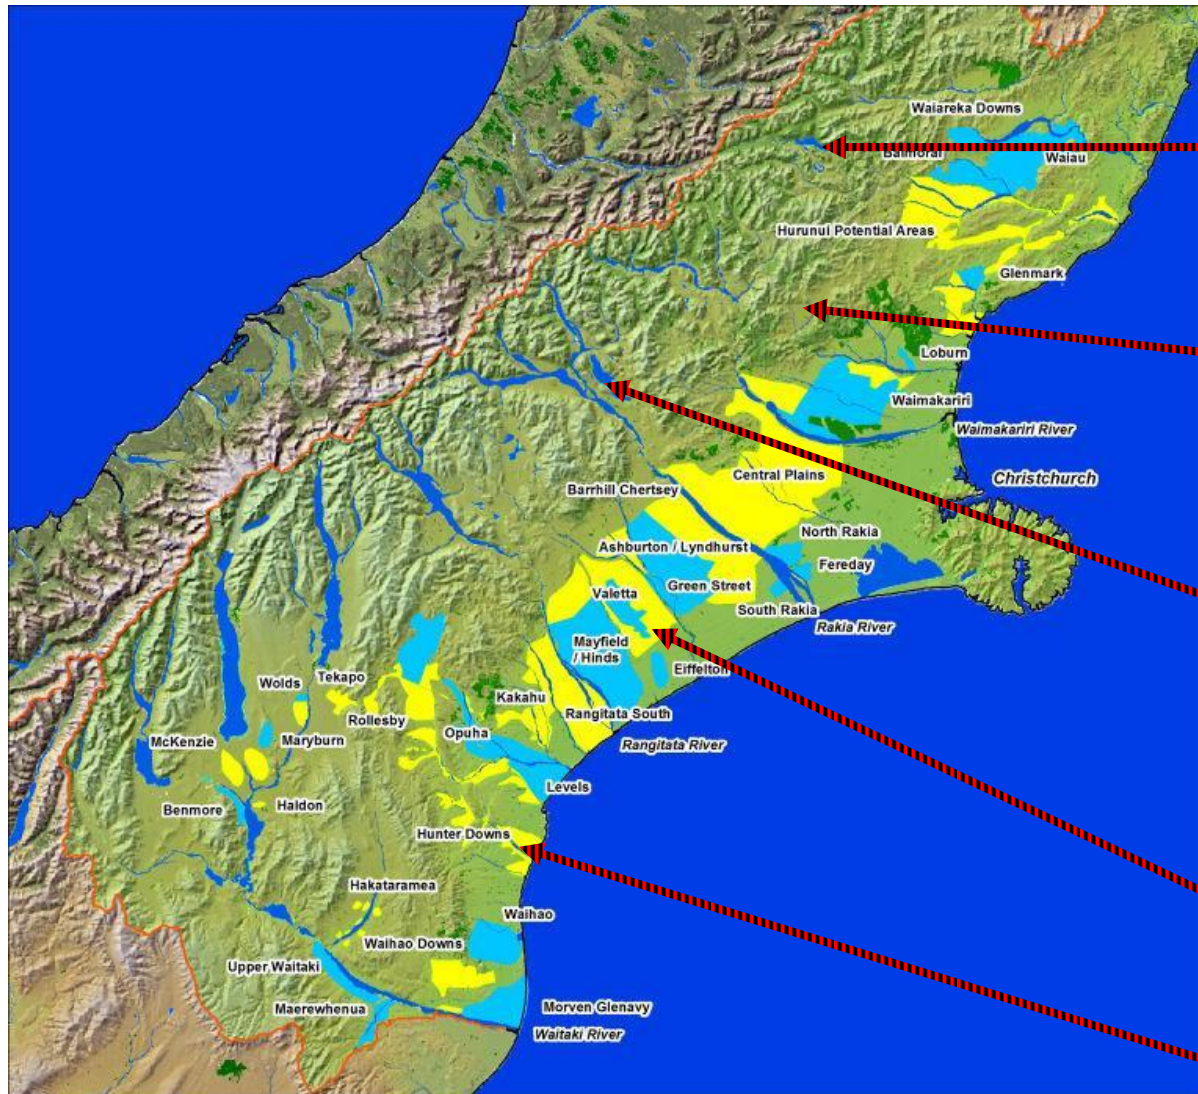 Waiareka Downs
Balmoral
Waiau
Hurunui Potential Areas
Glenmark
Loburn
Waimakariri
Waimakariri River
Central Plains
Christchurch
Barrhill Chertsey
North Rakia
Ashburton / Lyndhurst
Fereday
Green Street
Valetta
South Rakia
Rakia River
Mayfield
/ Hinds
Eiffelton
Tekapo
Wolds
Kakahu
Rollesby
Rangitata South
Opuha
McKenzie
Maryburn
Rangitata River
Levels
Benmore
Haldon
Hunter Downs
Hakataramea
Waihao
Waihao Downs
Upper Waitaki
Maerewhenua
Morven Glenavy
Waitaki River